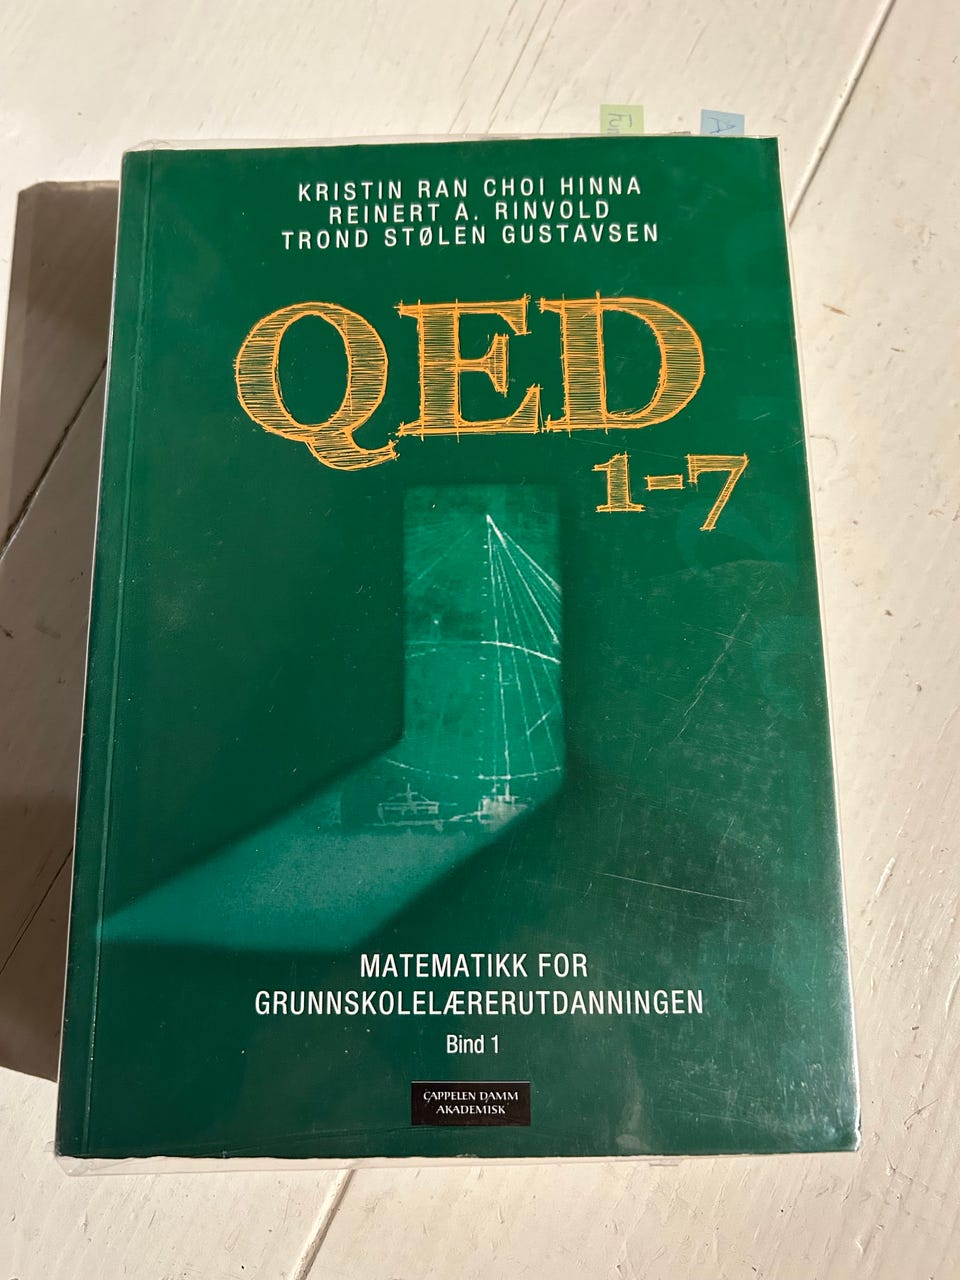 KRISTIN RAN CHOI HINNA
REINERT A. RINVOLD
TROND STØLEN GUSTAVSEN
QED
1-7
MATEMATIKK FOR
GRUNNSKOLELÆRERUTDANNINGEN
Bind 1
CAPPELEN DAMM
AKADEMISK